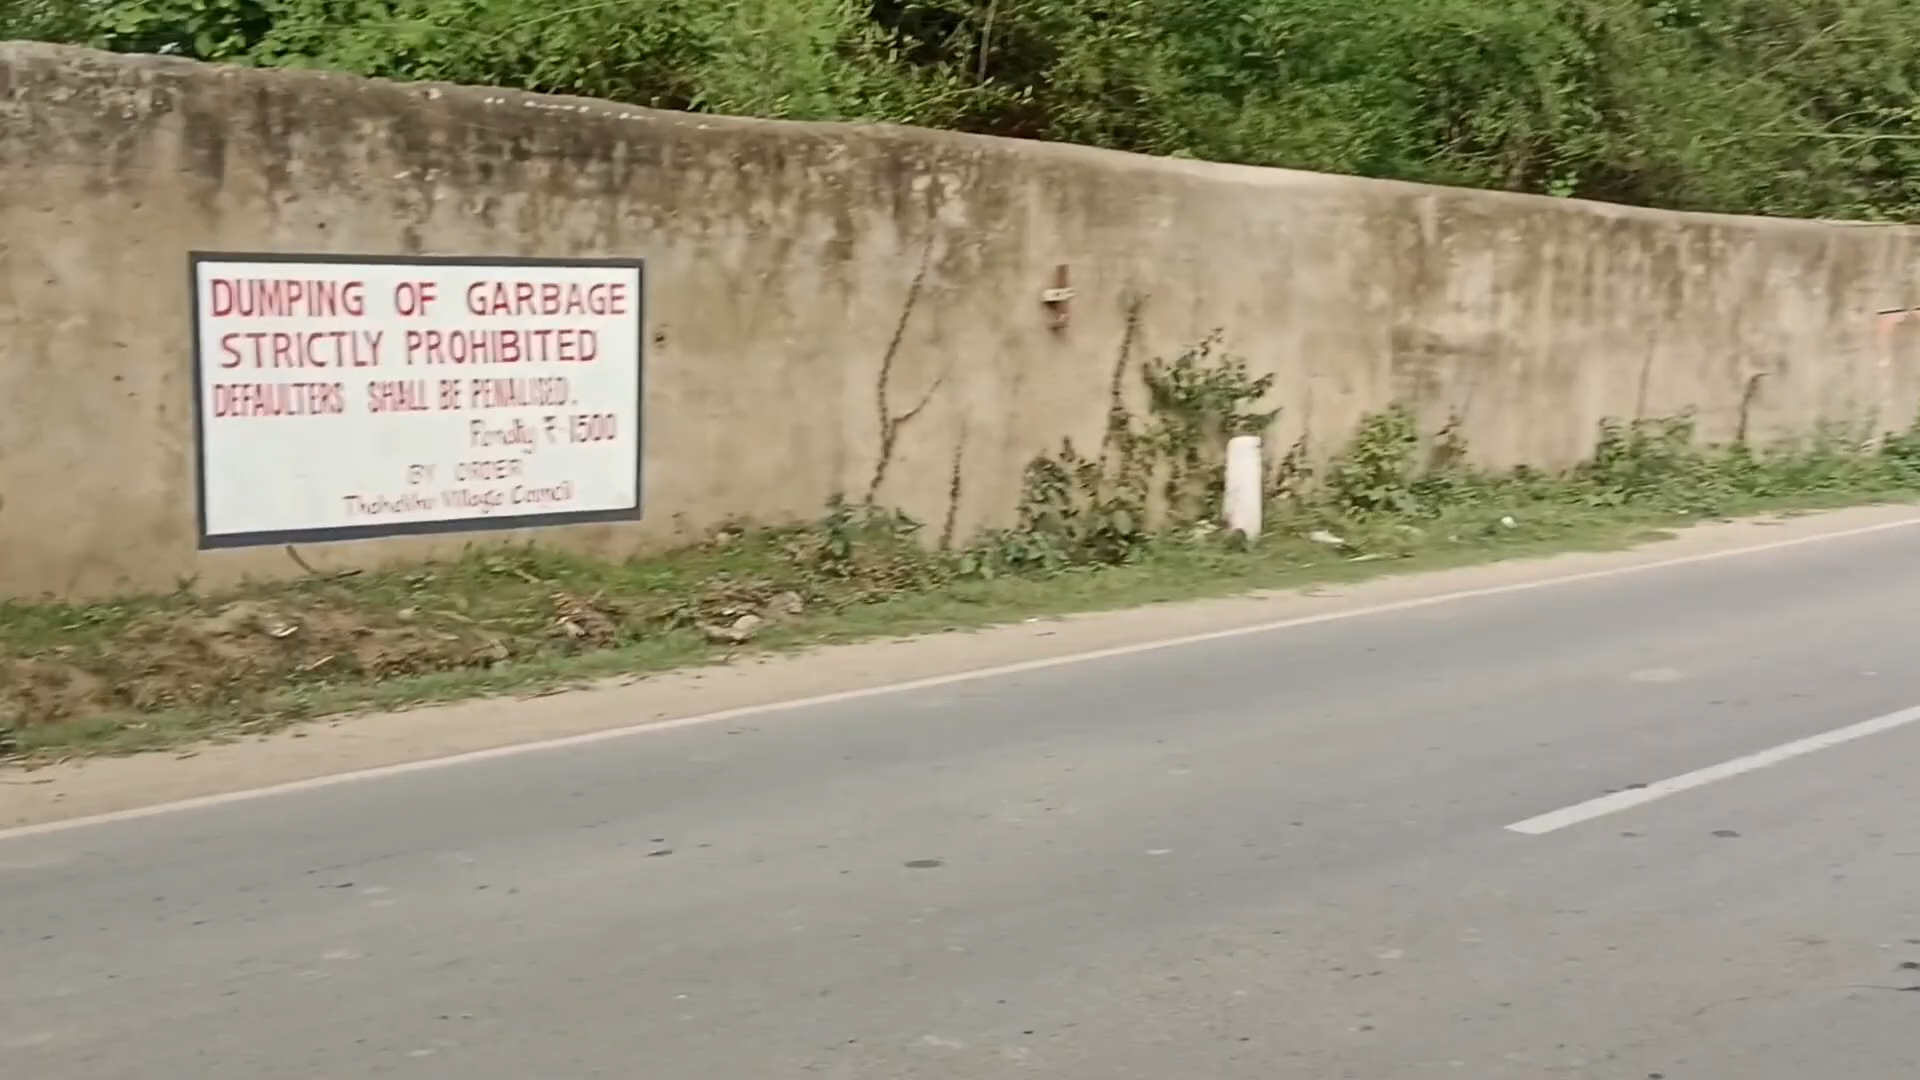 DUMPING OF GARBAGE
STRICTLY PROHIBITED
DEFAULTERS SHALL BE PENALISED.
Penalty ₹-1500
BY ORDER
Village Council